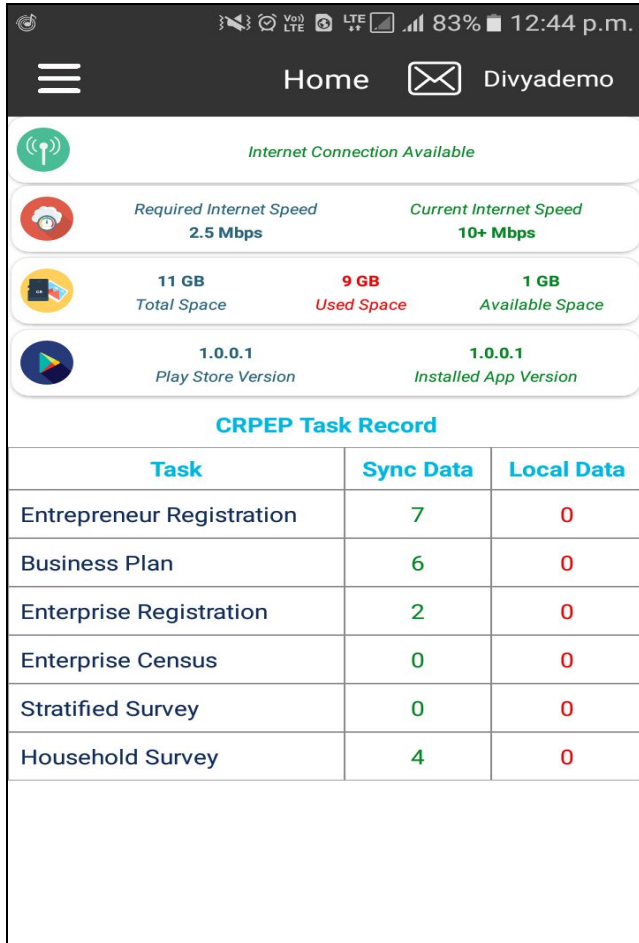 Vo)) LTE LTE 83% 12:44 p.m.
Home Divyademo
Internet Connection Available
Required Internet Speed Current Internet Speed
2.5 Mbps 10+ Mbps
11 GB 9 GB 1 GB
Total Space Used Space Available Space
1.0.0.1 1.0.0.1
Play Store Version Installed App Version
CRPEP Task Record
Task Sync Data Local Data
Entrepreneur Registration 7 0
Business Plan 6 0
Enterprise Registration 2 0
Enterprise Census 0 0
Stratified Survey 0 0
Household Survey 4 0